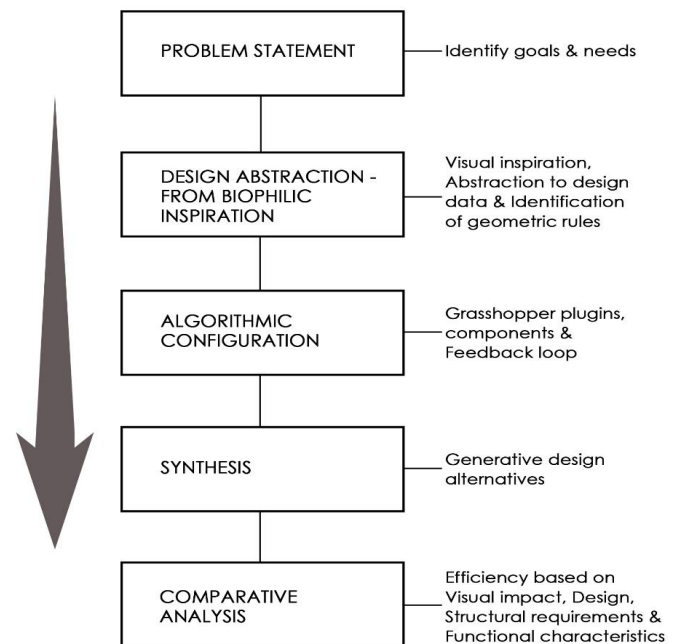 PROBLEM STATEMENT
Identify goals & needs
DESIGN ABSTRACTION -
FROM BIOPHILIC
INSPIRATION
Visual inspiration,
Abstraction to design
data & Identification
of geometric rules
ALGORITHMIC
CONFIGURATION
Grasshopper plugins,
components &
Feedback loop
SYNTHESIS
Generative design
alternatives
COMPARATIVE
ANALYSIS
Efficiency based on
Visual impact, Design,
Structural requirements &
Functional characteristics